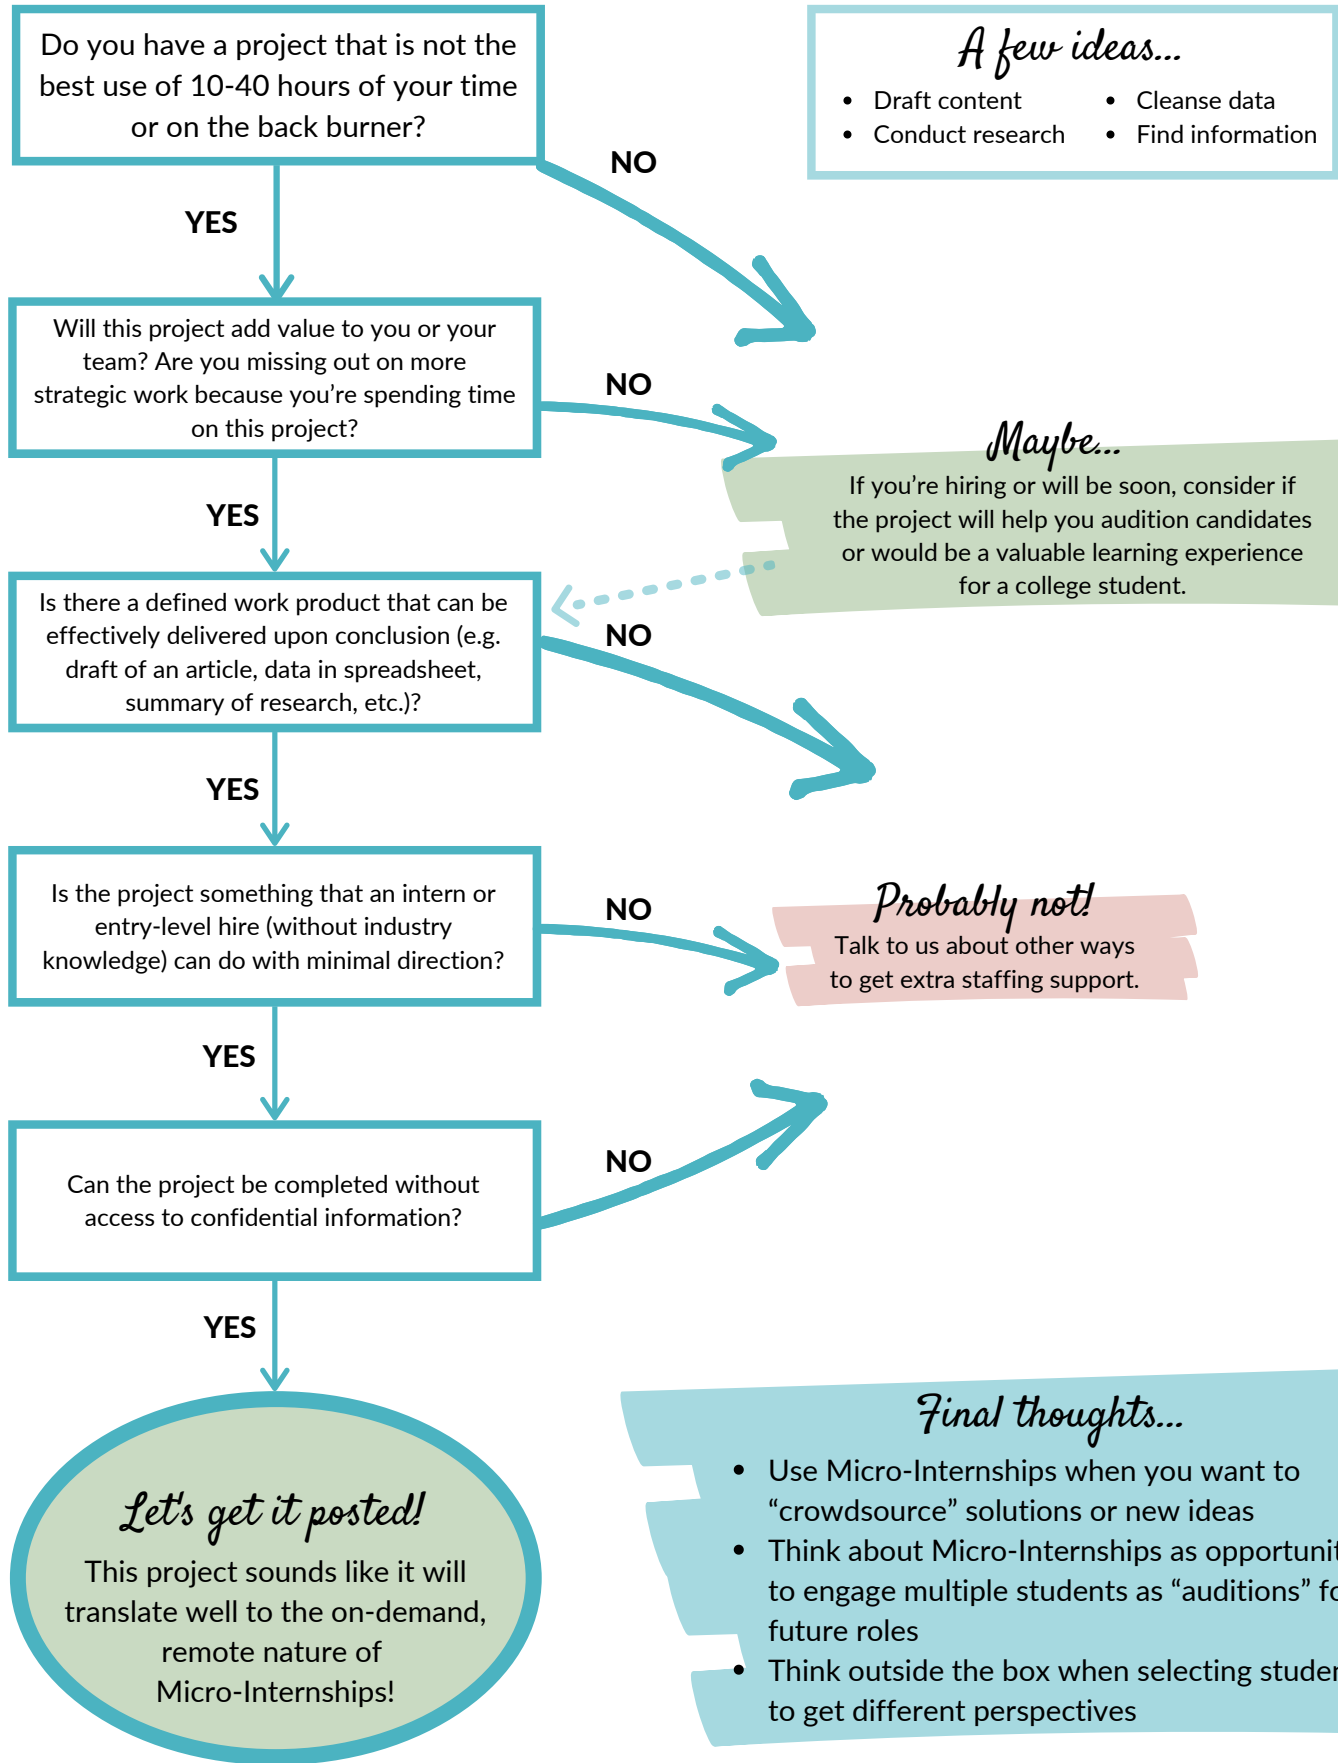 Do you have a project that is not the
best use of 10-40 hours of your time
or on the back burner?
A few ideas...
• Draft content
• Conduct research
• Cleanse data
• Find information
NO
YES
Will this project add value to you or your
team? Are you missing out on more
strategic work because you're spending time
on this project?
NO
Maybe...
If you're hiring or will be soon, consider if
the project will help you audition candidates
or would be a valuable learning experience
for a college student.
YES
Is there a defined work product that can be
effectively delivered upon conclusion (e.g.
draft of an article, data in spreadsheet,
summary of research, etc.)?
NO
YES
Is the project something that an intern or
entry-level hire (without industry
knowledge) can do with minimal direction?
NO
Probably not!
Talk to us about other ways
to get extra staffing support.
YES
Can the project be completed without
access to confidential information?
NO
YES
Let's get it posted!
This project sounds like it will
translate well to the on-demand,
remote nature of
Micro-Internships!
Final thoughts...
• Use Micro-Internships when you want to
“crowdsource” solutions or new ideas
• Think about Micro-Internships as
to engage multiple students as “auditions”
future roles
• Think outside the box when selecting
to get different perspectives